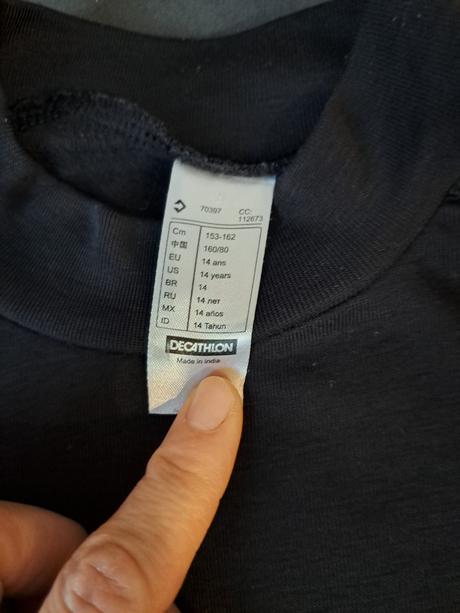 70397 CC: 112673
Cm 153-162
中国 160/80
EU 14 ans
US 14 years
BR 14
RU 14 лет
MX 14 años
ID 14 Tahun
DECATHLON
Made in india